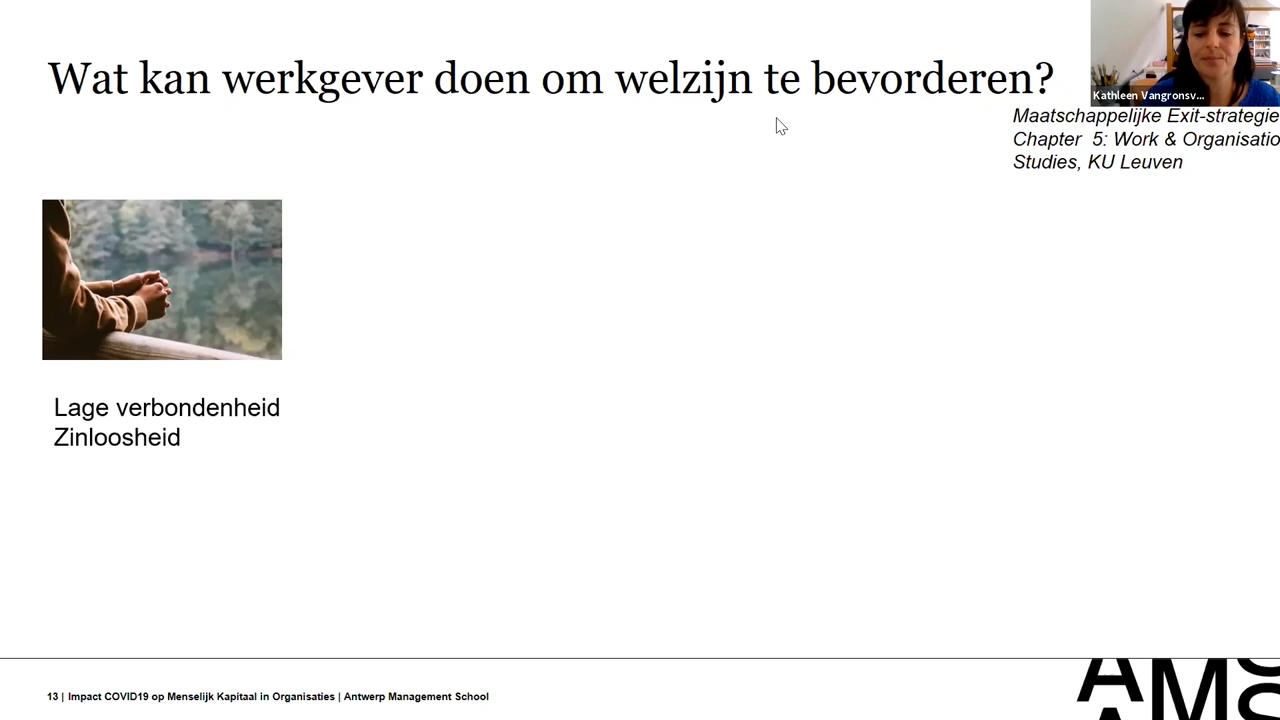 Wat kan werkgever doen om welzijn te bevorderen?
Kathleen Vangronsv...
Maatschappelijke Exit-strategie
Chapter 5: Work & Organisatio
Studies, KU Leuven
Lage verbondenheid
Zinloosheid
13 | Impact COVID19 op Menselijk Kapitaal in Organisaties | Antwerp Management School
AMS